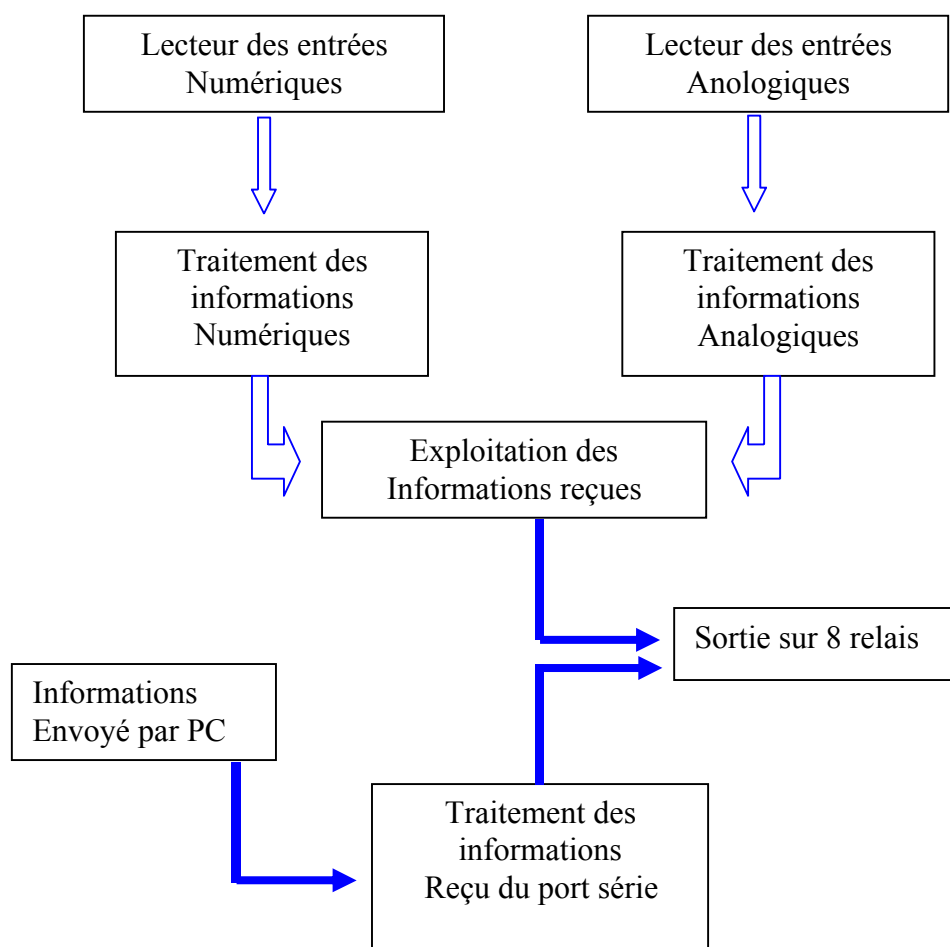 Lecteur des entrées
Numériques
Lecteur des entrées
Anologiques
Traitement des
informations
Numériques
Traitement des
informations
Analogiques
Exploitation des
Informations reçues
Sortie sur 8 relais
Informations
Envoyé par PC
Traitement des
informations
Reçu du port série